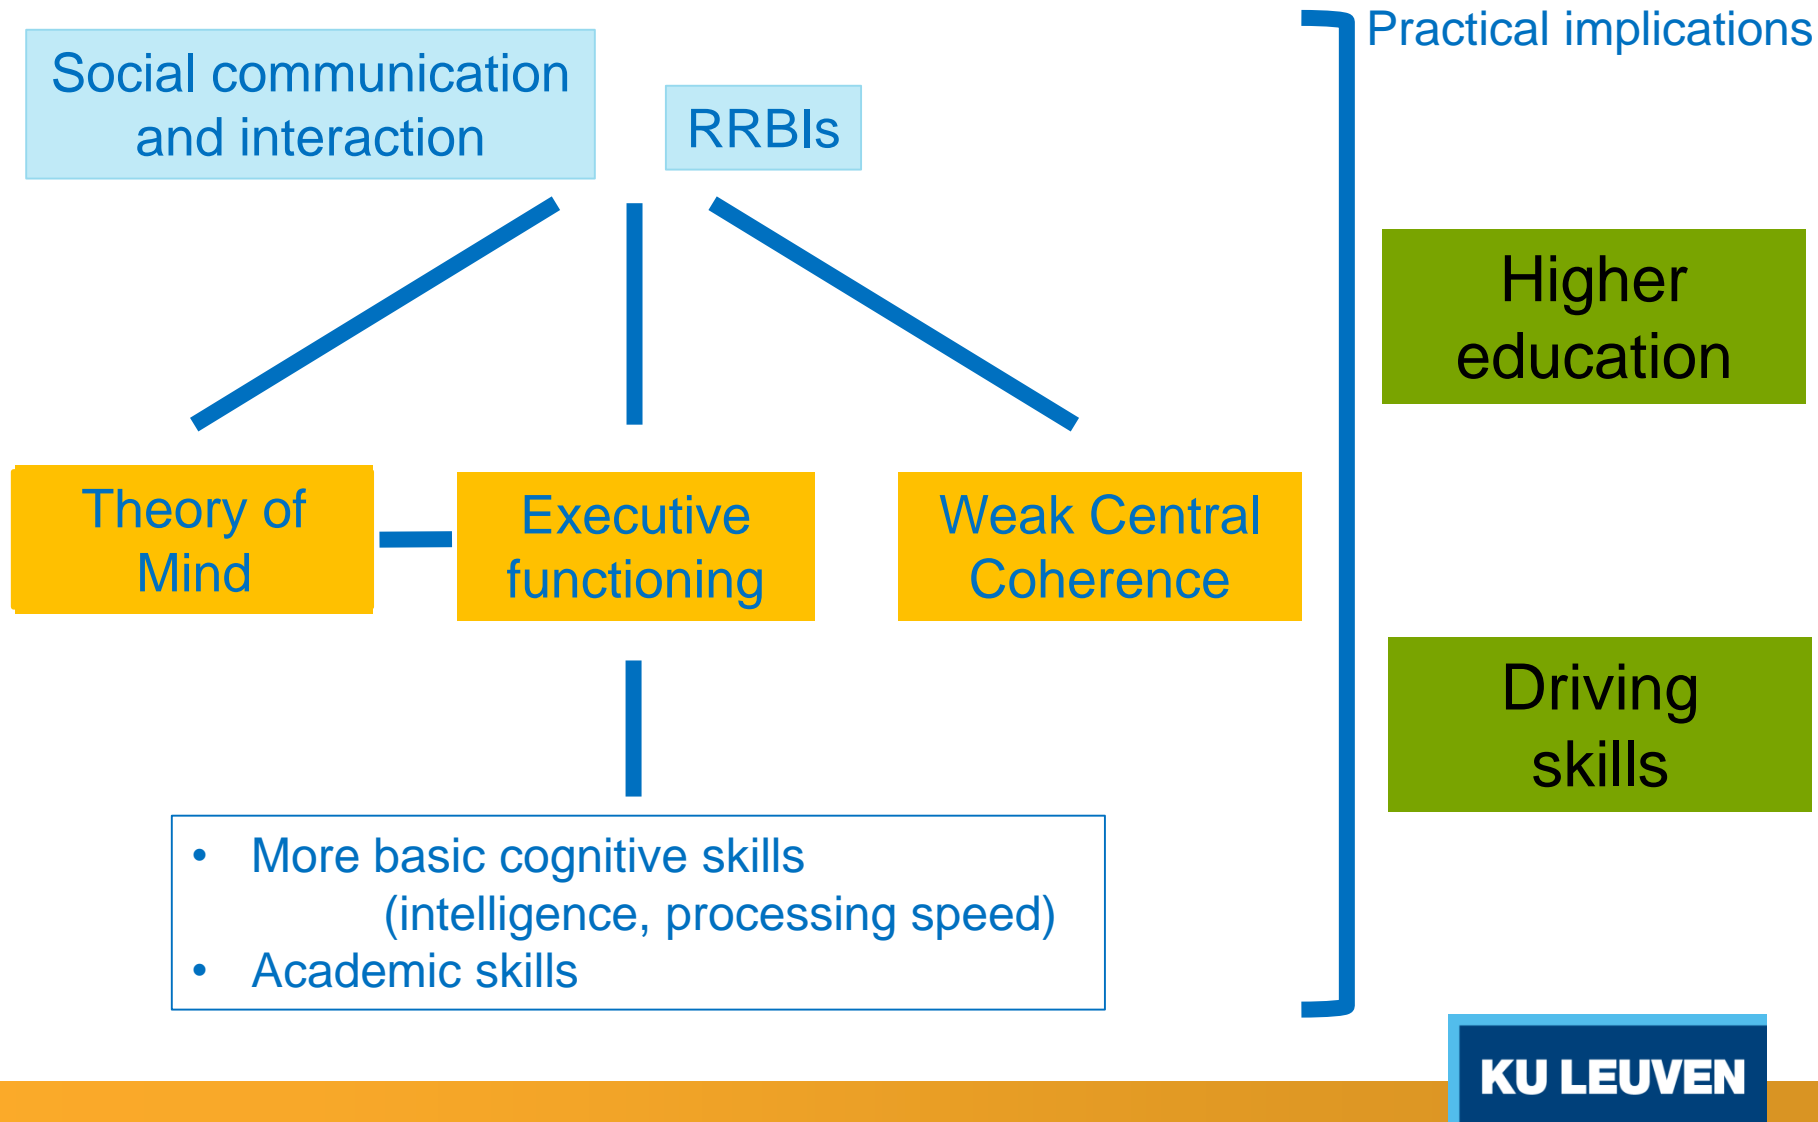 Social communication
and interaction
RRBIs
Practical implications
Higher
education
Theory of
Mind
Executive
functioning
Weak Central
Coherence
Driving
skills
• More basic cognitive skills
(intelligence, processing speed)
• Academic skills
KU LEUVEN